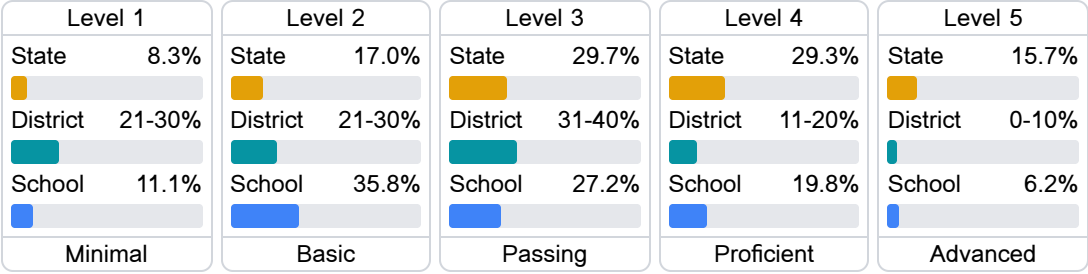 Level 1
State 8.3%
District 21-30%
School 11.1%
Minimal
Level 2
State 17.0%
District 21-30%
School 35.8%
Basic
Level 3
State 29.7%
District 31-40%
School 27.2%
Passing
Level 4
State 29.3%
District 11-20%
School 19.8%
Proficient
Level 5
State 15.7%
District 0-10%
School 6.2%
Advanced